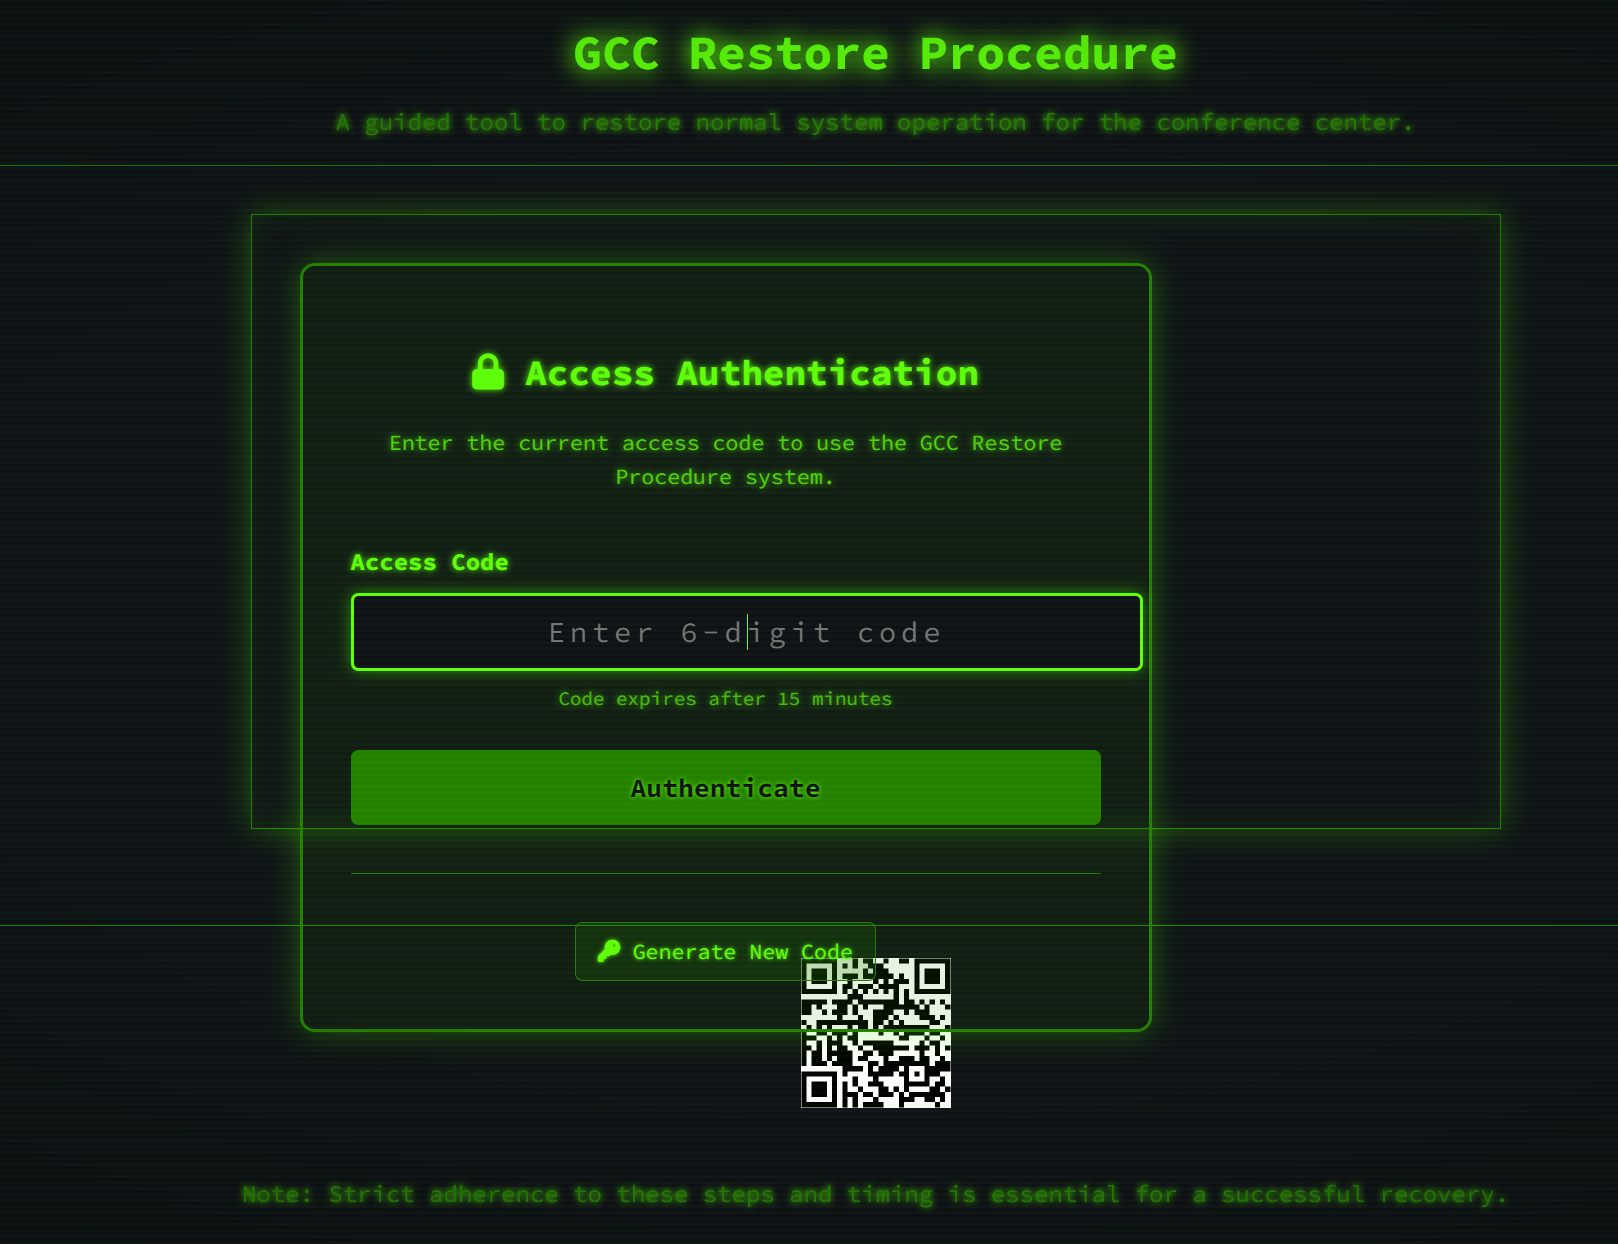 GCC Restore Procedure
A guided tool to restore normal system operation for the conference center.
Access Authentication
Enter the current access code to use the GCC Restore
Procedure system.
Access Code
Enter 6-digit code
Code expires after 15 minutes
Authenticate
Generate New Code
Note: Strict adherence to these steps and timing is essential for a successful recovery.